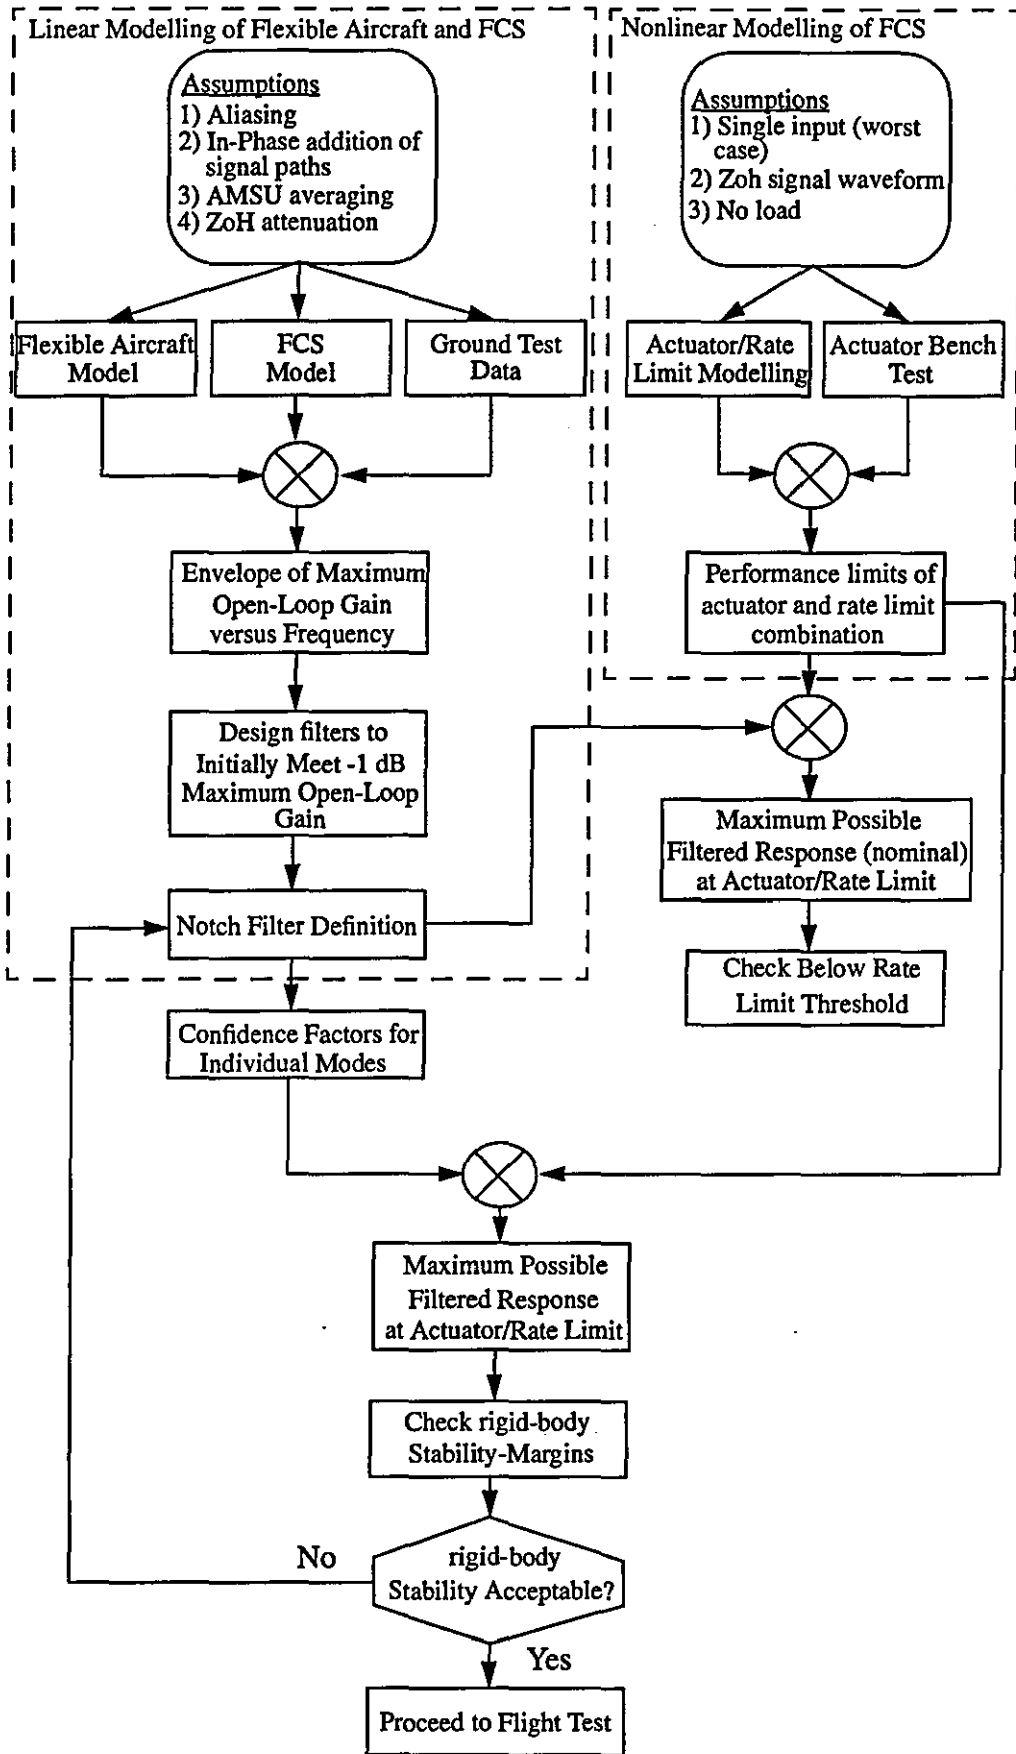 Linear Modelling of Flexible Aircraft and FCS
Assumptions
1) Aliasing
2) In-Phase addition of
signal paths
3) AMSU averaging
4) ZoH attenuation
Flexible Aircraft
Model
FCS
Model
Ground Test
Data
Envelope of Maximum
Open-Loop Gain
versus Frequency
Design filters to
Initially Meet -1 dB
Maximum Open-Loop
Gain
Notch Filter Definition
Confidence Factors for
Individual Modes
Nonlinear Modelling of FCS
Assumptions
1) Single input (worst
case)
2) Zoh signal waveform
3) No load
Actuator/Rate
Limit Modelling
Actuator Bench
Test
Performance limits of
actuator and rate limit
combination
Maximum Possible
Filtered Response (nominal)
at Actuator/Rate Limit
Check Below Rate
Limit Threshold
Maximum Possible
Filtered Response
at Actuator/Rate Limit
Check rigid-body
Stability-Margins
No
rigid-body
Stability Acceptable?
Yes
Proceed to Flight Test